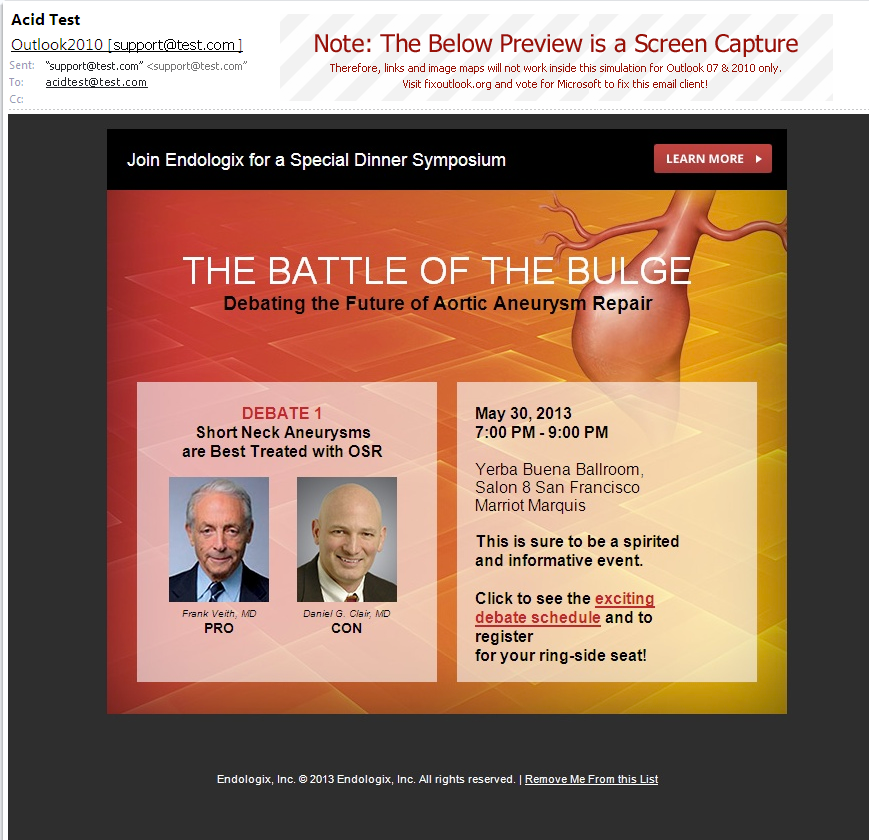 Acid Test
Outlook2010 [support@test.com ]
Sent: "support@test.com" <support@test.com"
To: acidtest@test.com
Cc:
Note: The Below Preview is a Screen Capture
Therefore, links and image maps will not work inside this simulation for Outlook 07 & 2010 only.
Visit fixoutlook.org and vote for Microsoft to fix this email client!
Join Endologix for a Special Dinner Symposium
LEARN MORE
THE BATTLE OF THE BULGE
Debating the Future of Aortic Aneurysm Repair
DEBATE 1
Short Neck Aneurysms
are Best Treated with OSR
Frank Veith, MD
PRO
Daniel G. Clair, MD
CON
May 30, 2013
7:00 PM - 9:00 PM
Yerba Buena Ballroom,
Salon 8 San Francisco
Marriot Marquis
This is sure to be a spirited
and informative event.
Click to see the exciting
debate schedule and to
register
for your ring-side seat!
Endologix, Inc. © 2013 Endologix, Inc. All rights reserved. | Remove Me From this List